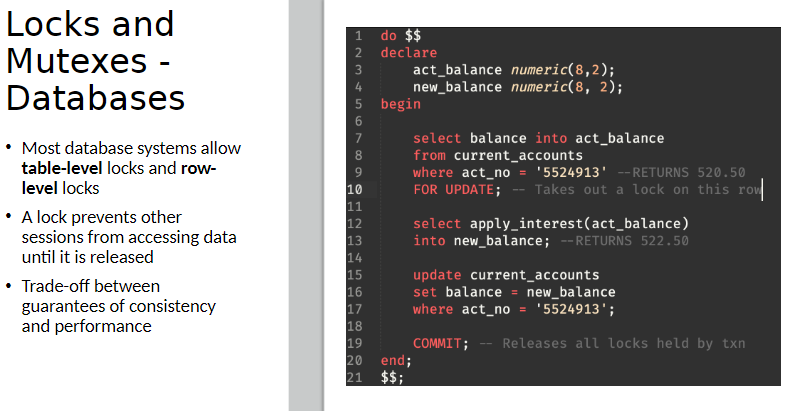 Locks and
Mutexes -
Databases
• Most database systems allow
table-level locks and row-
level locks
• A lock prevents other
sessions from accessing data
until it is released
• Trade-off between
guarantees of consistency
and performance
1 do $$
2 declare
3     act_balance numeric(8,2);
4     new_balance numeric(8, 2);
5 begin
6
7     select balance into act_balance
8     from current_accounts
9     where act_no = '5524913' --RETURNS 520.50
10     FOR UPDATE; -- Takes out a lock on this row
11
12     select apply_interest(act_balance)
13     into new_balance; --RETURNS 522.50
14
15     update current_accounts
16     set balance = new_balance
17     where act_no = '5524913';
18
19     COMMIT; -- Releases all locks held by txn
20 end;
21 $$;